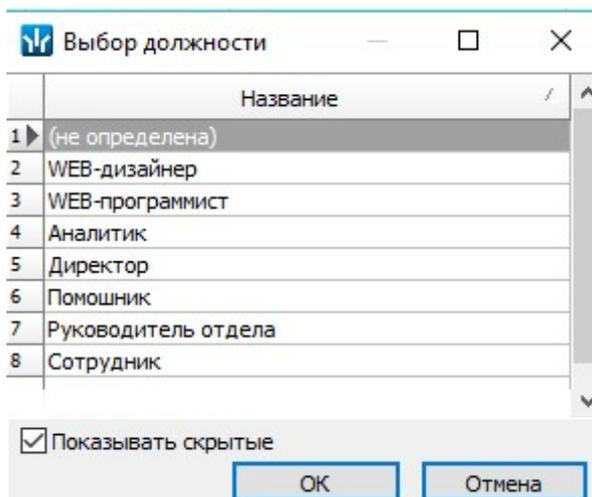 Выбор должности
Название
1 (не определена)
2 WEB-дизайнер
3 WEB-программист
4 Аналитик
5 Директор
6 Помошник
7 Руководитель отдела
8 Сотрудник
Показывать скрытые
ОК Отмена